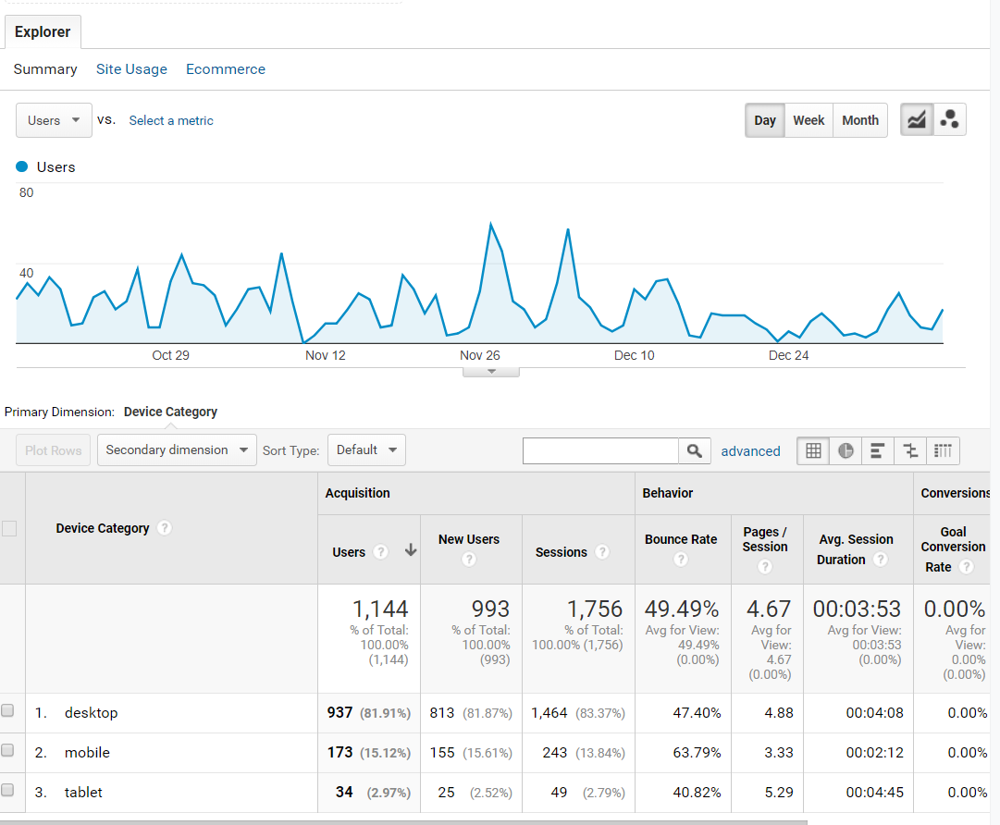 Explorer
Summary Site Usage Ecommerce
Users vs. Select a metric Day Week Month
Users
80
40
Oct 29 Nov 12 Nov 26 Dec 10 Dec 24
Primary Dimension: Device Category
Plot Rows Secondary dimension Sort Type: Default advanced
Acquisition Behavior Conversions
Device Category ? Users ? New Users ? Sessions ? Bounce Rate ? Pages / Session ? Avg. Session Duration ? Goal Conversion Rate ?
1,144 993 1,756 49.49% 4.67 00:03:53 0.00%
% of Total: 100.00% (1,144) % of Total: 100.00% (993) % of Total: 100.00% (1,756) Avg for View: 49.49% (0.00%) Avg for View: 4.67 (0.00%) Avg for View: 00:03:53 (0.00%) Avg for View: 0.00% (0.00%)
1. desktop 937 (81.91%) 813 (81.87%) 1,464 (83.37%) 47.40% 4.88 00:04:08 0.00%
2. mobile 173 (15.12%) 155 (15.61%) 243 (13.84%) 63.79% 3.33 00:02:12 0.00%
3. tablet 34 (2.97%) 25 (2.52%) 49 (2.79%) 40.82% 5.29 00:04:45 0.00%